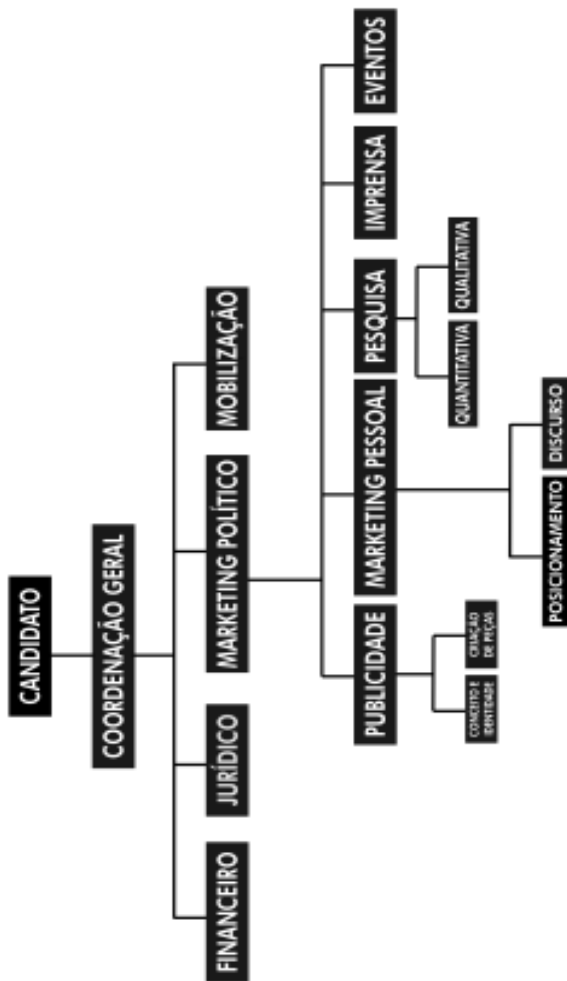 CANDIDATO
COORDENAÇÃO GERAL
FINANCEIRO
JURÍDICO
MARKETING POLÍTICO
MOBILIZAÇÃO
PUBLICIDADE
MARKETING PESSOAL
PESQUISA
IMPRENSA
EVENTOS
CONCEITO E
IDENTIDADE
CRIAÇÃO
DE PEÇAS
QUANTITATIVA
QUALITATIVA
POSICIONAMENTO
DISCURSO